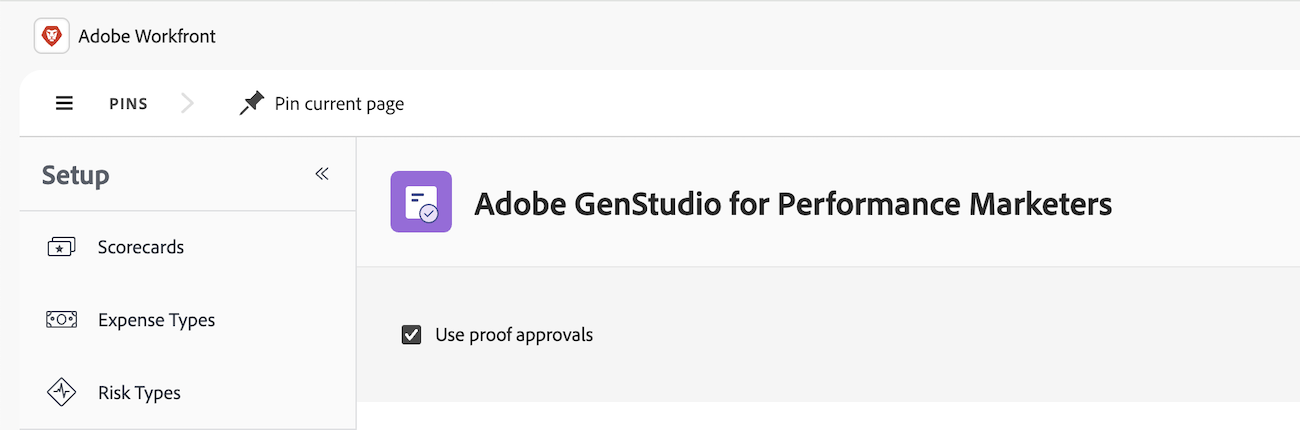 Adobe Workfront
PINS
Pin current page
Setup
Adobe GenStudio for Performance Marketers
Scorecards
Expense Types
Use proof approvals
Risk Types